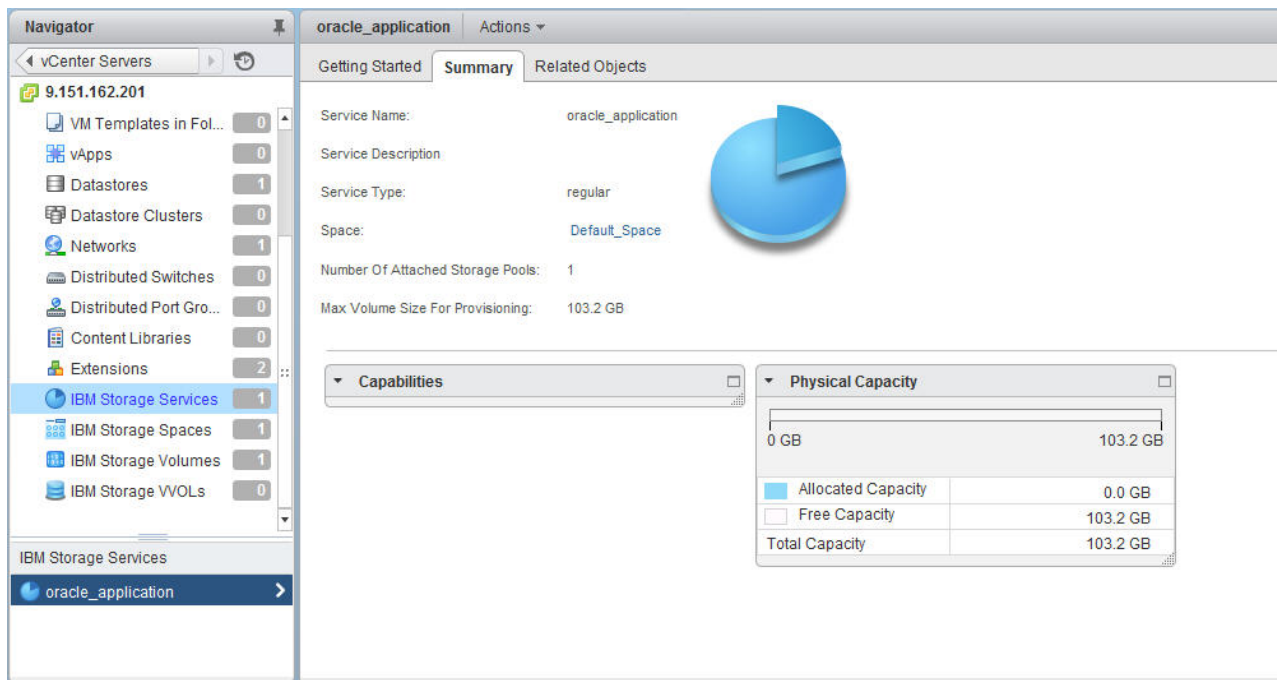 Navigator
vCenter Servers
9.151.162.201
VM Templates in Fol... 0
vApps 0
Datastores 1
Datastore Clusters 0
Networks 1
Distributed Switches 0
Distributed Port Gro... 0
Content Libraries 0
Extensions 2
IBM Storage Services 1
IBM Storage Spaces 1
IBM Storage Volumes 1
IBM Storage VVOLs 0
IBM Storage Services
oracle_application
oracle_application Actions
Getting Started Summary Related Objects
Service Name: oracle_application
Service Description
Service Type: regular
Space: Default_Space
Number Of Attached Storage Pools: 1
Max Volume Size For Provisioning: 103.2 GB
Capabilities
Physical Capacity
0 GB 103.2 GB
Allocated Capacity 0.0 GB
Free Capacity 103.2 GB
Total Capacity 103.2 GB